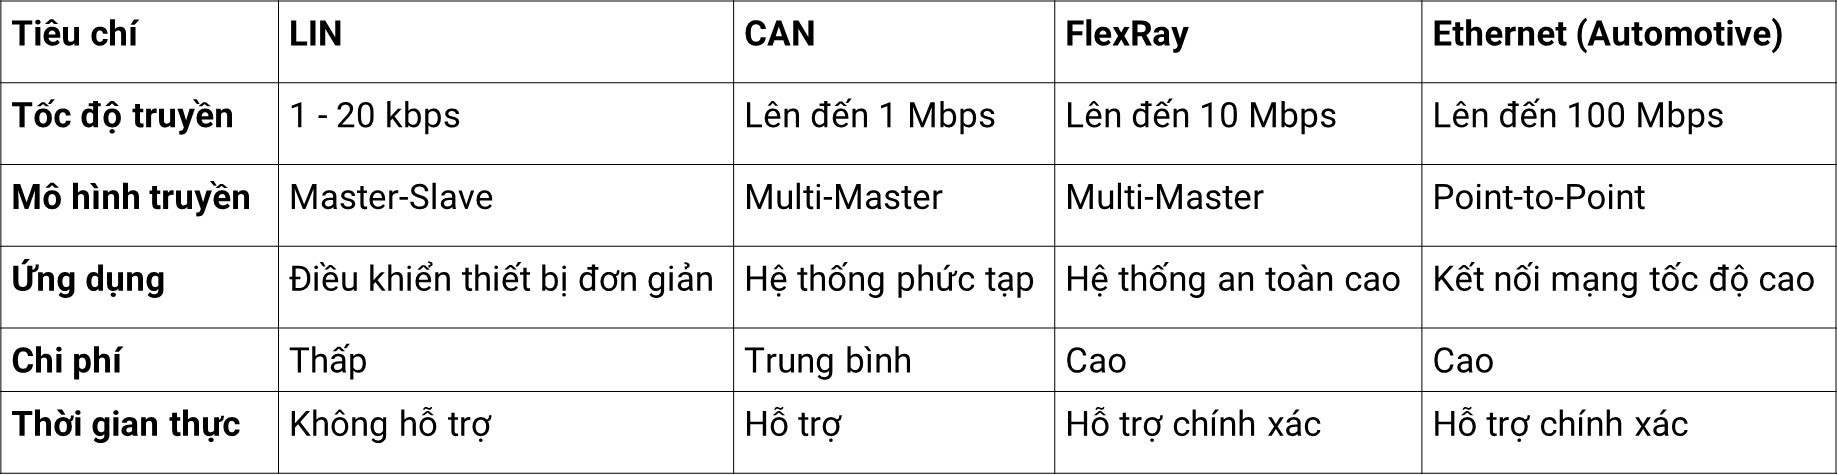 Tiêu chí LIN CAN FlexRay Ethernet (Automotive)
Tốc độ truyền 1 - 20 kbps Lên đến 1 Mbps Lên đến 10 Mbps Lên đến 100 Mbps
Mô hình truyền Master-Slave Multi-Master Multi-Master Point-to-Point
Ứng dụng Điều khiển thiết bị đơn giản Hệ thống phức tạp Hệ thống an toàn cao Kết nối mạng tốc độ cao
Chi phí Thấp Trung bình Cao Cao
Thời gian thực Không hỗ trợ Hỗ trợ Hỗ trợ chính xác Hỗ trợ chính xác